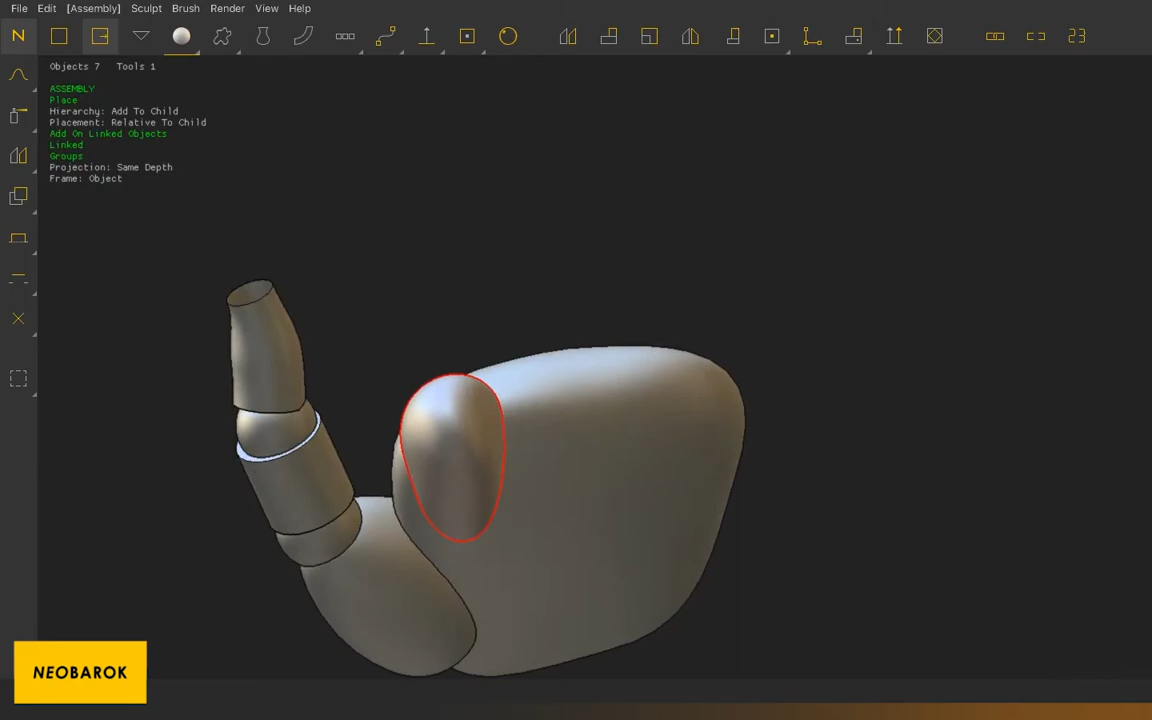 File Edit [Assembly] Sculpt Brush Render View Help
N
23
Objects 7 Tools 1
ASSEMBLY
Place
Hierarchy: Add To Child
Placement: Relative To Child
Add On Linked Objects
Linked
Groups
Projection: Same Depth
Frame: Object
NEOBAROK